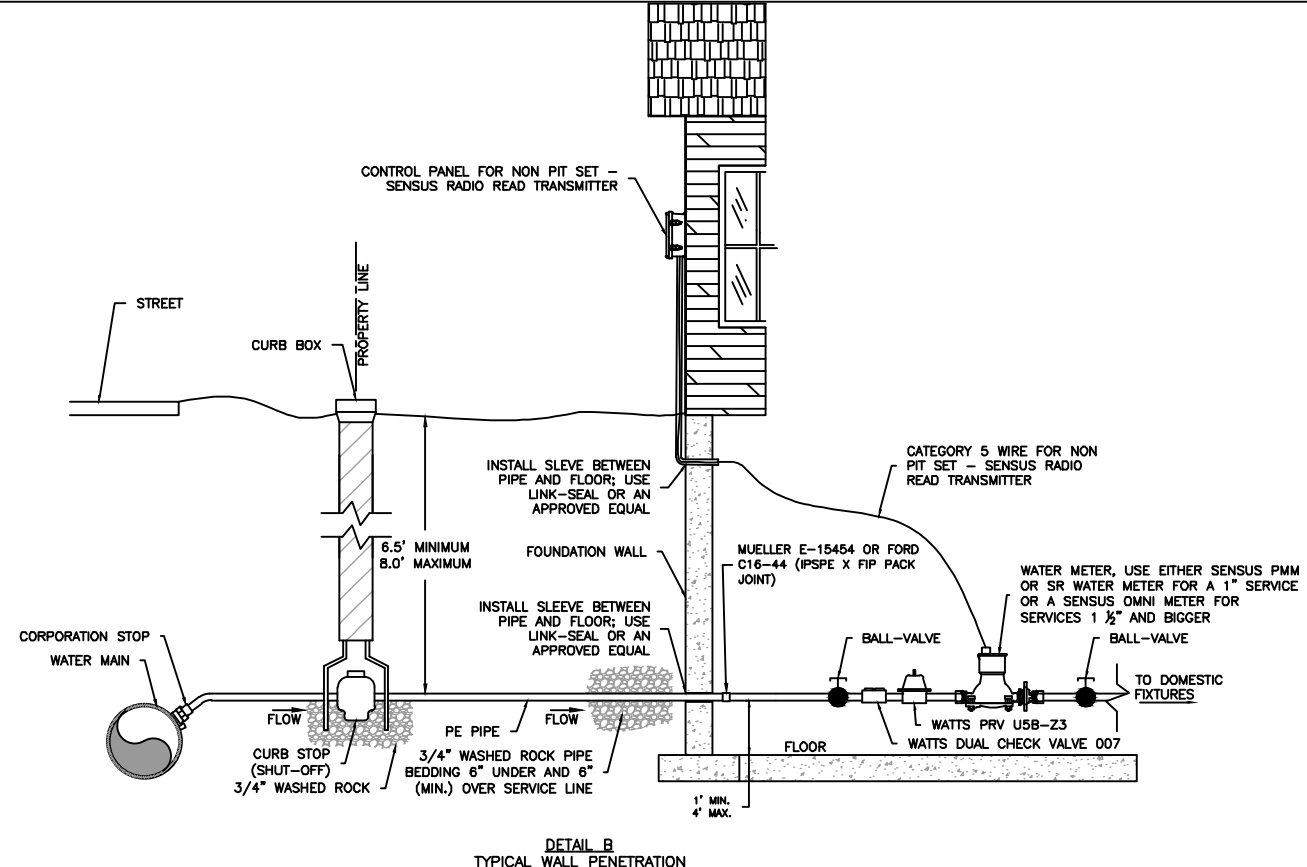 CONTROL PANEL FOR NON PIT SET –
SENSUS RADIO READ TRANSMITTER
STREET
PROPERTY LINE
CURB BOX
CATEGORY 5 WIRE FOR NON
PIT SET – SENSUS RADIO
READ TRANSMITTER
INSTALL SLEVE BETWEEN
PIPE AND FLOOR; USE
LINK-SEAL OR AN
APPROVED EQUAL
6.5' MINIMUM
8.0' MAXIMUM
FOUNDATION WALL
MUELLER E-15454 OR FORD
C16-44 (IPSPE X FIP PACK
JOINT)
WATER METER, USE EITHER SENSUS PMM
OR SR WATER METER FOR A 1" SERVICE
OR A SENSUS OMNI METER FOR
SERVICES 1 ½" AND BIGGER
INSTALL SLEEVE BETWEEN
PIPE AND FLOOR; USE
LINK-SEAL OR AN
APPROVED EQUAL
CORPORATION STOP
WATER MAIN
BALL-VALVE
BALL-VALVE
TO DOMESTIC
FIXTURES
FLOW
PE PIPE
FLOW
WATTS PRV U5B-Z3
WATTS DUAL CHECK VALVE 007
FLOOR
CURB STOP
(SHUT-OFF)
3/4" WASHED ROCK
3/4" WASHED ROCK PIPE
BEDDING 6" UNDER AND 6"
(MIN.) OVER SERVICE LINE
1' MIN.
4' MAX.
DETAIL B
TYPICAL WALL PENETRATION